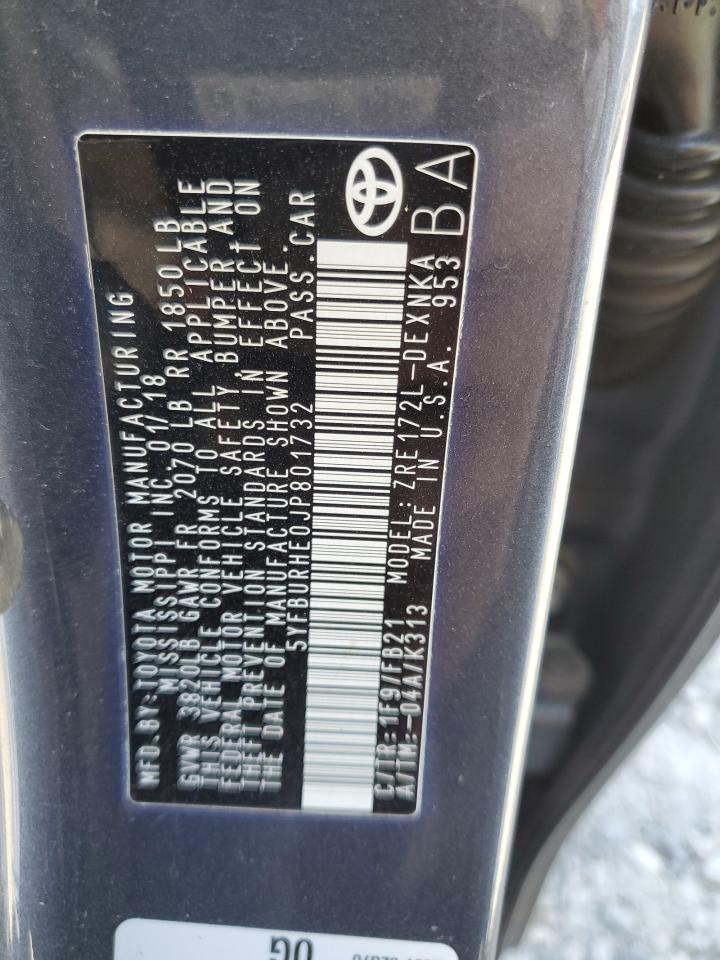 MFD.BY:TOYOTA MOTOR MANUFACTURING
MISSISSIPPI INC. 01/18
GVWR 3820LB GAWR FR 2070 LB RR 1850 LB
THIS VEHICLE CONFORMS TO ALL APPLICABLE
FEDERAL MOTOR VEHICLE SAFETY, BUMPER AND
THEFT PREVENTION STANDARDS IN EFFECT ON
THE DATE OF MANUFACTURE SHOWN ABOVE.
5YFBURHE0JP801732 PASS.CAR
C/TR:1F9/FB21 MODEL:ZRE172L-DEXNKA
A/TM:-04A/K313 MADE IN U.S.A. 953
BA